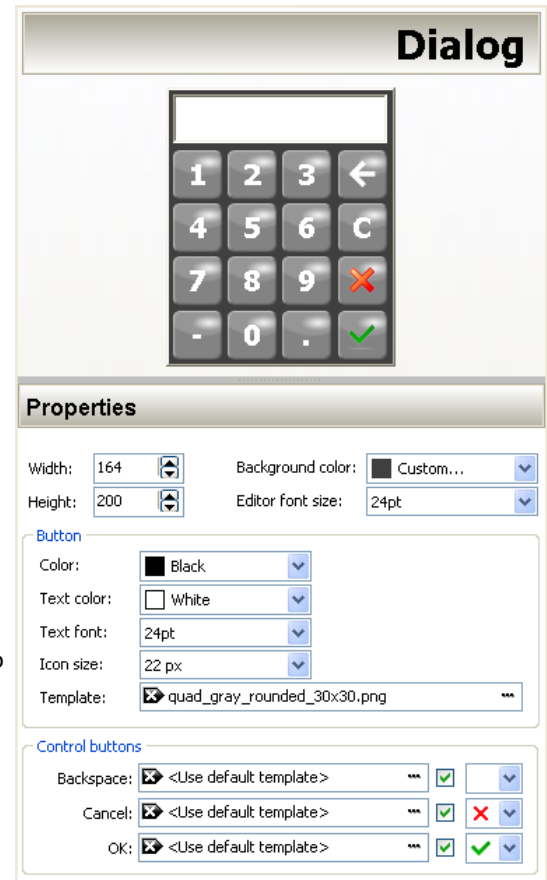 Dialog
1 2 3
4 5 6 C
7 8 9
- 0 .
Properties
Width: 164 Background color: Custom...
Height: 200 Editor font size: 24pt
Button
Color: Black
Text color: White
Text font: 24pt
Icon size: 22 px
Template: quad_gray_rounded_30x30.png ...
Control buttons
Backspace: <Use default template> ...
Cancel: <Use default template> ...
OK: <Use default template> ...